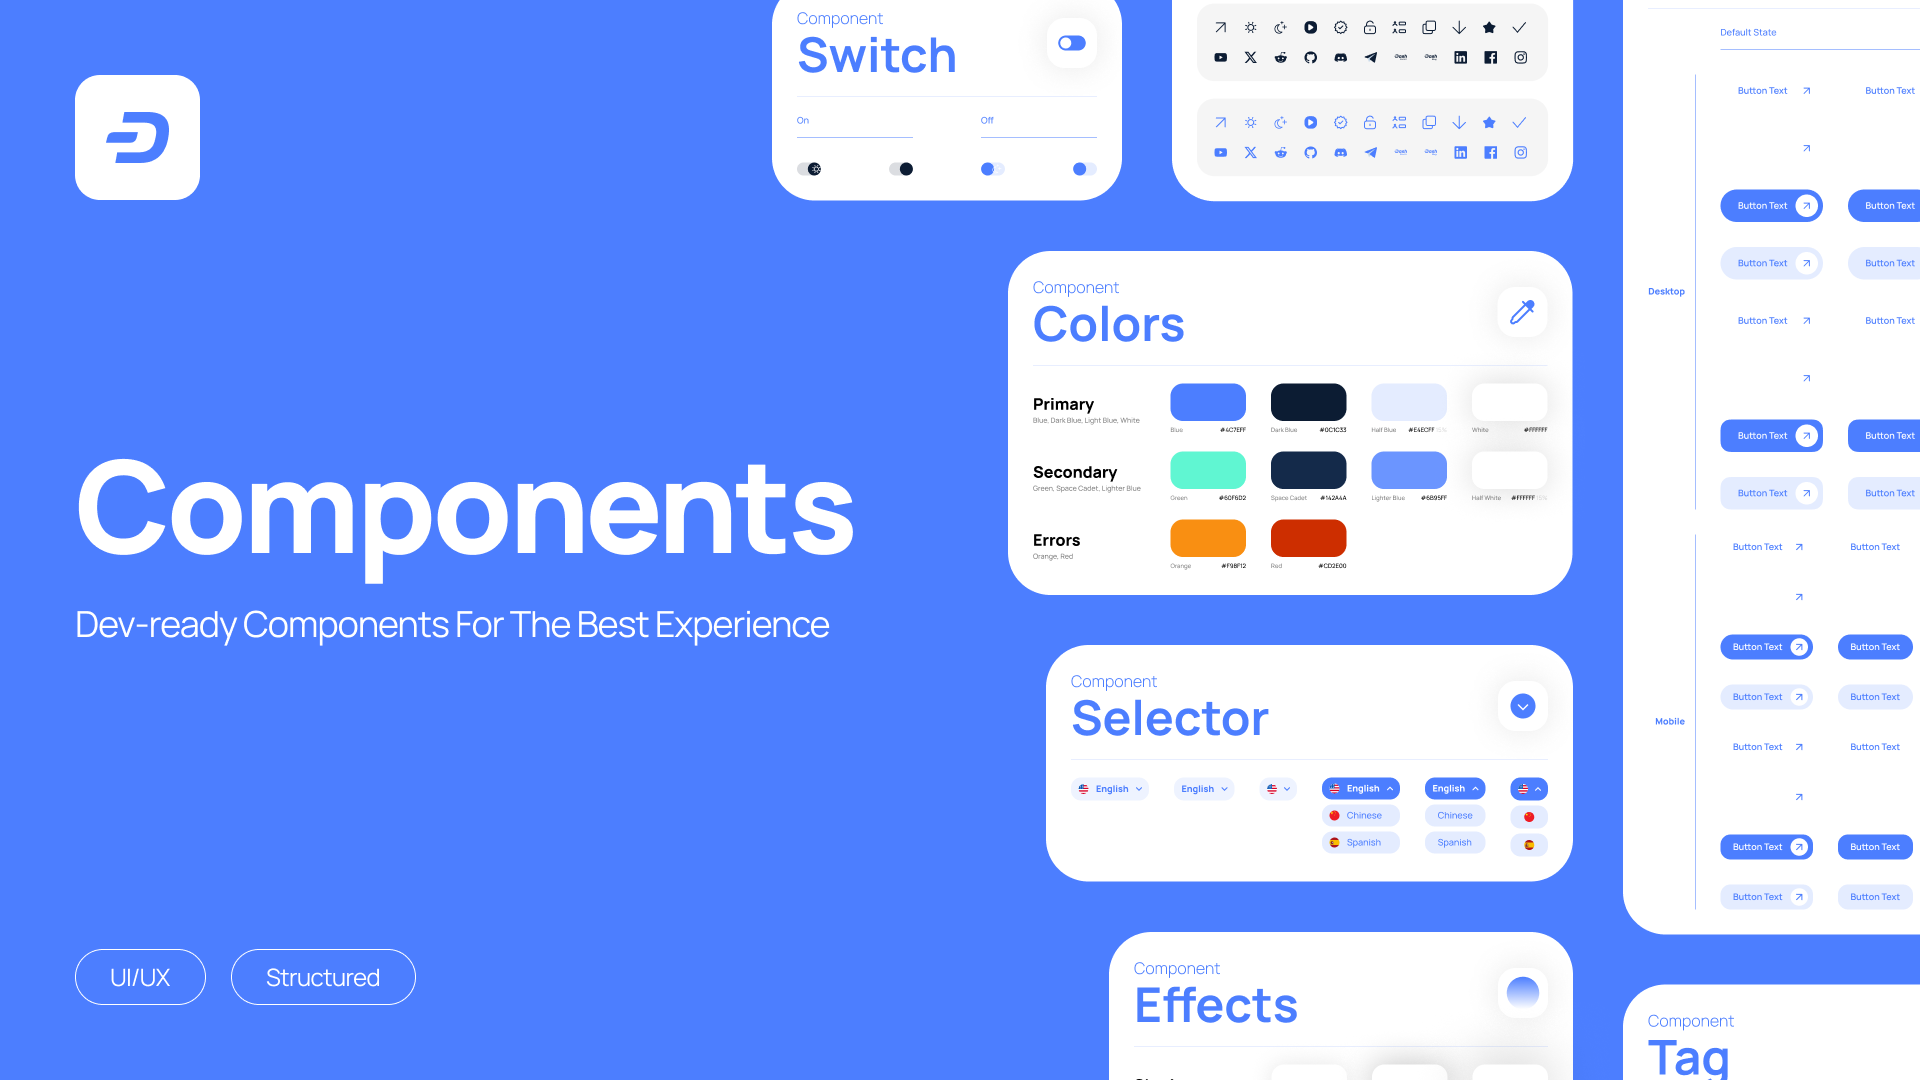 Components
Dev-ready Components For The Best Experience
UI/UX
Structured
Component
Switch
On
Off
Component
Colors
Primary
Blue, Dark Blue, Light Blue, White
Blue #4C7EFF
Dark Blue #0C1C33
Half Blue #E4ECFF
White #FFFFFF
Secondary
Green, Space Cadet, Lighter Blue
Green #60F6D2
Space Cadet #142A4A
Lighter Blue #6B95FF
Half White #FFFFFF
Errors
Orange, Red
Orange #F98F12
Red #CD2E00
Component
Selector
English
English
English
Chinese
Spanish
English
Chinese
Spanish
Component
Effects
Default State
Desktop
Button Text
Button Text
Button Text
Button Text
Button Text
Button Text
Button Text
Button Text
Button Text
Button Text
Button Text
Button Text
Mobile
Button Text
Button Text
Button Text
Button Text
Button Text
Button Text
Button Text
Button Text
Button Text
Button Text
Button Text
Button Text
Component
Tag